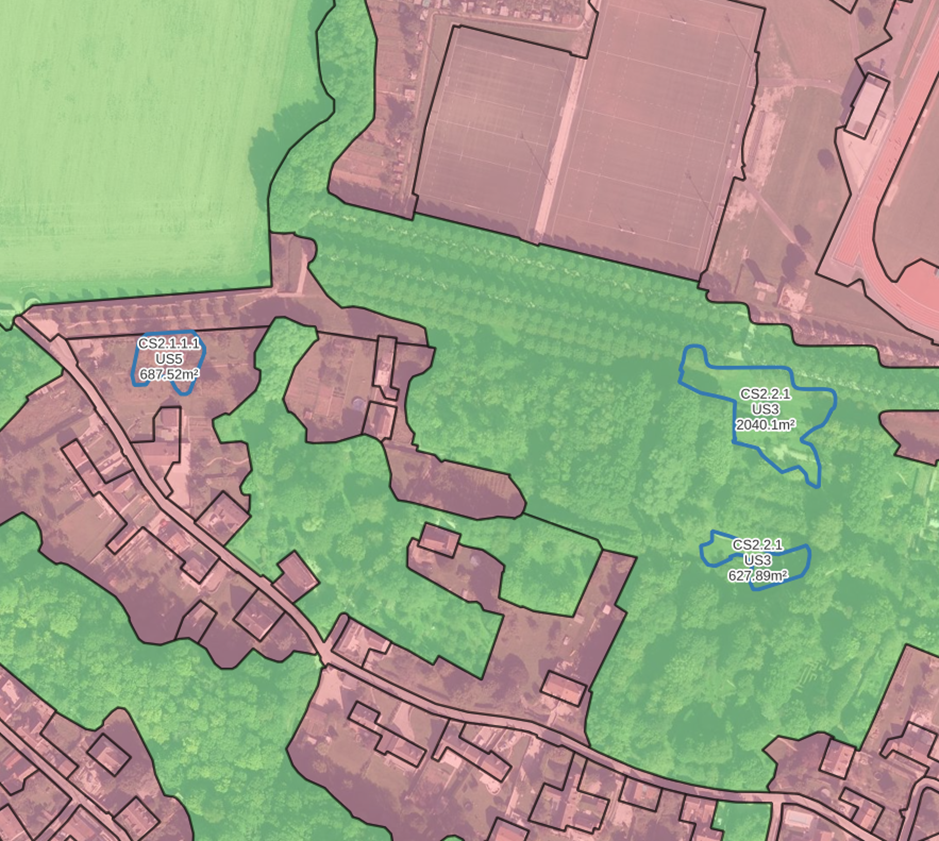 CS2.1.1.1
US5
687.52m²
CS2.2.1
US3
2040.1m²
CS2.2.1
US3
627.89m²